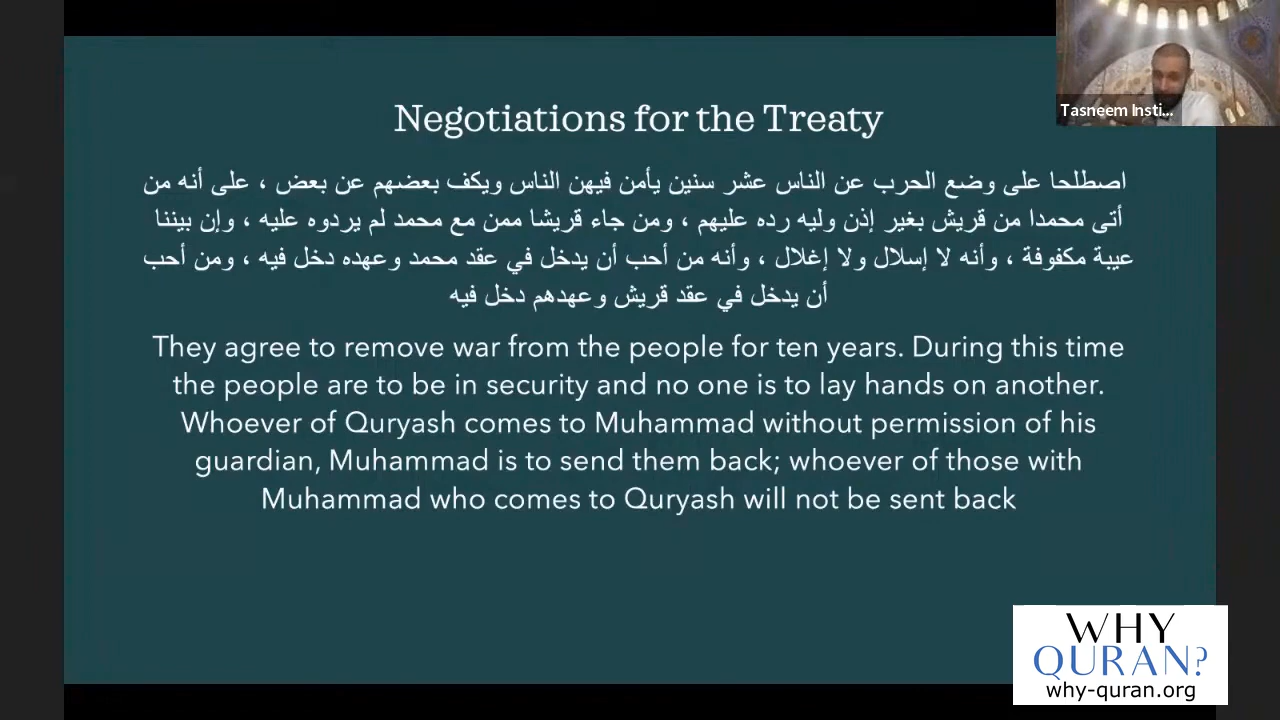 Negotiations for the Treaty
اصطلحا على وضع الحرب عن الناس عشر سنين يأمن فيهن الناس ويكف بعضهم عن بعض ، على أنه من
أتى محمدا من قريش بغير إذن وليه رده عليهم ، ومن جاء قريشا ممن مع محمد لم يردوه عليه ، وإن بيننا
عيبة مكفوفة ، وأنه لا إسلال ولا إغلال ، وأنه من أحب أن يدخل في عقد محمد وعهده دخل فيه ، ومن أحب
أن يدخل في عقد قريش وعهدهم دخل فيه
They agree to remove war from the people for ten years. During this time
the people are to be in security and no one is to lay hands on another.
Whoever of Quryash comes to Muhammad without permission of his
guardian, Muhammad is to send them back; whoever of those with
Muhammad who comes to Quryash will not be sent back
Tasneem Insti...
WHY
QURAN?
why-quran.org